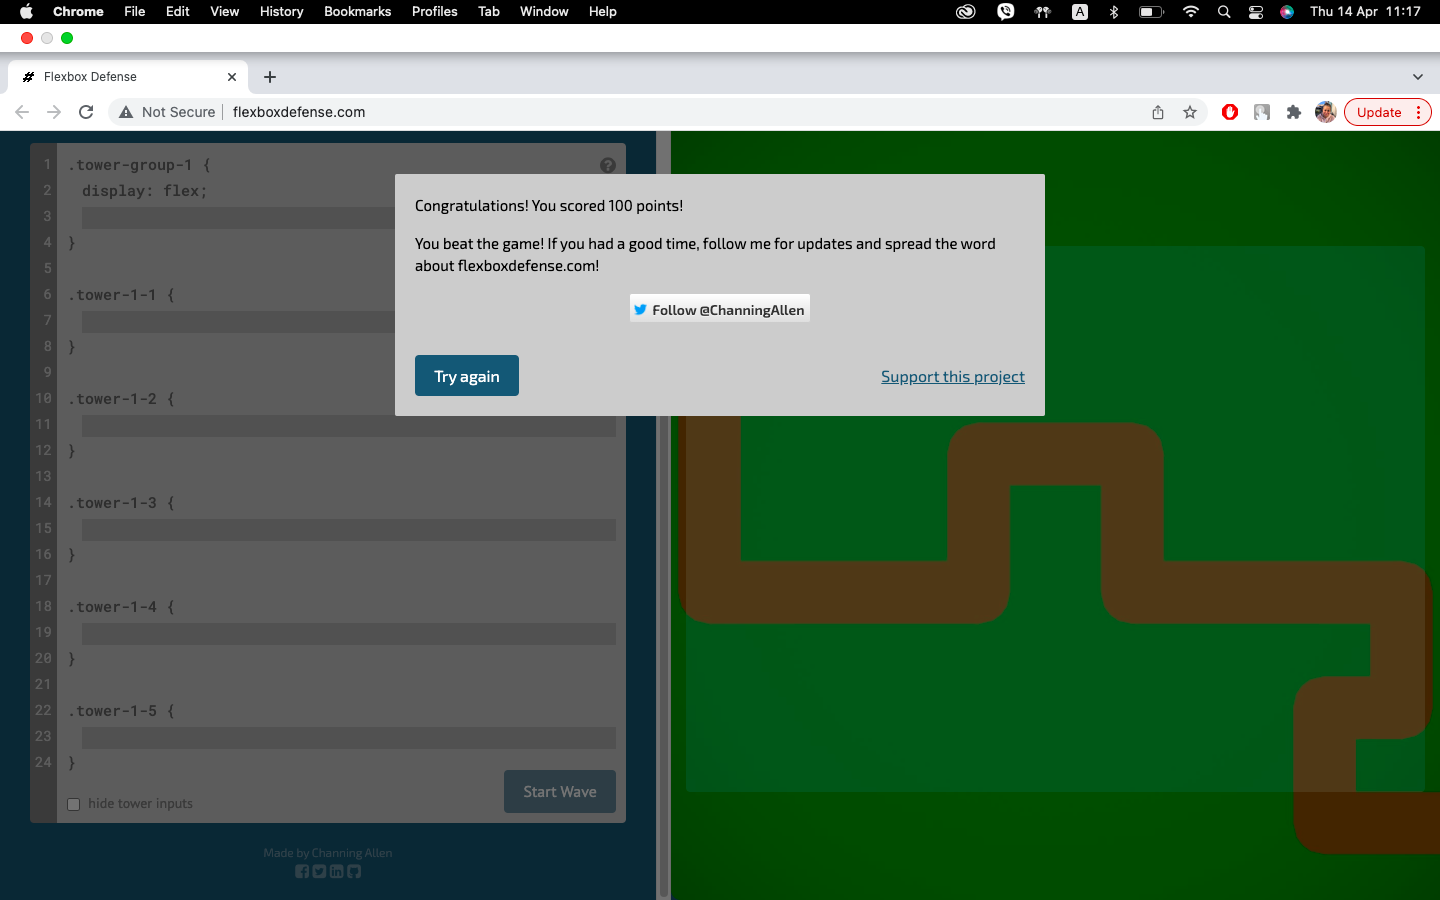 Chrome File Edit View History Bookmarks Profiles Tab Window Help A Thu 14 Apr 11:17
Flexbox Defense
Not Secure flexboxdefense.com Update
1 .tower-group-1 { ?
2 display: flex;
3
4 }
5
6 .tower-1-1 {
7
8 }
9
10 .tower-1-2 {
11
12 }
13
14 .tower-1-3 {
15
16 }
17
18 .tower-1-4 {
19
20 }
21
22 .tower-1-5 {
23
24 }
hide tower inputs
Start Wave
Made by Channing Allen
Congratulations! You scored 100 points!
You beat the game! If you had a good time, follow me for updates and spread the word
about flexboxdefense.com!
Follow @ChanningAllen
Try again
Support this project